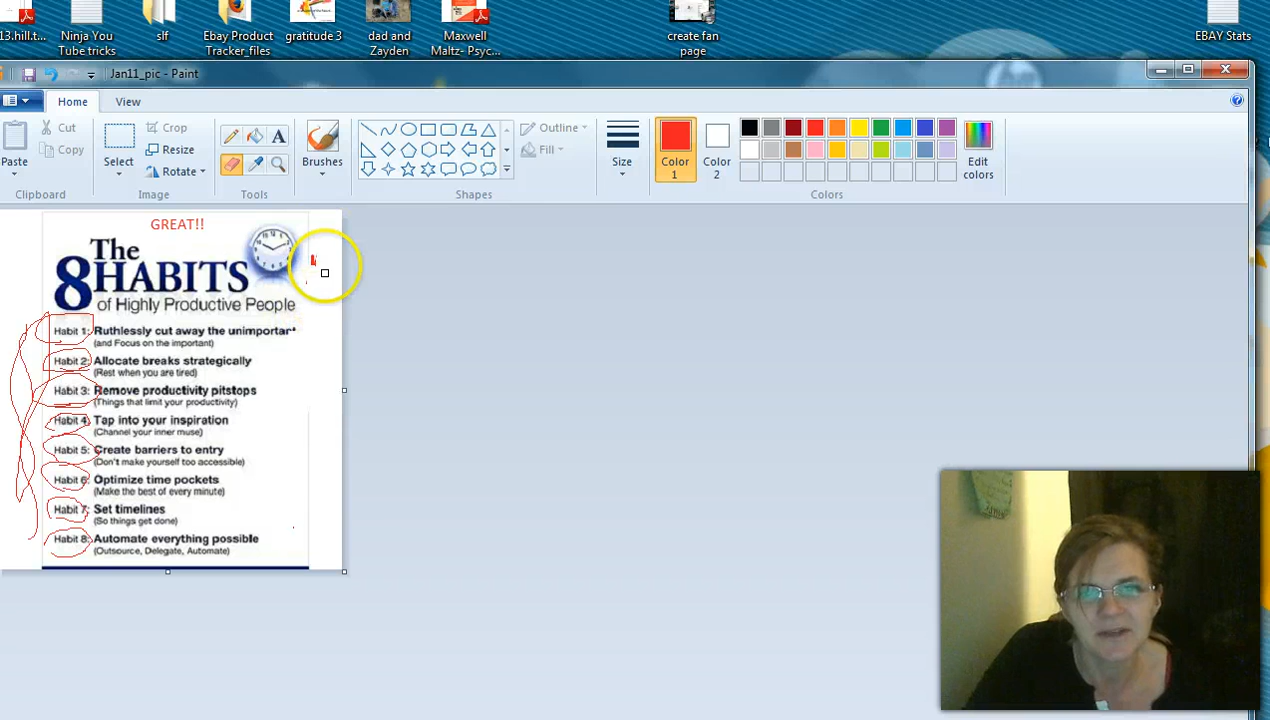 13.hill.t...
Ninja You
Tube tricks
slf
Ebay Product
Tracker_files
gratitude 3
dad and
Zayden
Maxwell
Maltz- Psyc...
create fan
page
EBAY Stats
Jan11_pic - Paint
Home
View
Paste
Cut
Copy
Clipboard
Select
Crop
Resize
Rotate
Image
A
Tools
Brushes
Outline
Fill
Shapes
Size
Color
1
Color
2
Edit
colors
Colors
GREAT!!
The
8 HABITS
of Highly Productive People
Habit 1: Ruthlessly cut away the unimportant
(and Focus on the important)
Habit 2: Allocate breaks strategically
(Rest when you are tired)
Habit 3: Remove productivity pitstops
(Things that limit your productivity)
Habit 4: Tap into your inspiration
(Channel your inner muse)
Habit 5: Create barriers to entry
(Don't make yourself too accessible)
Habit 6: Optimize time pockets
(Make the best of every minute)
Habit 7: Set timelines
(So things get done)
Habit 8: Automate everything possible
(Outsource, Delegate, Automate)